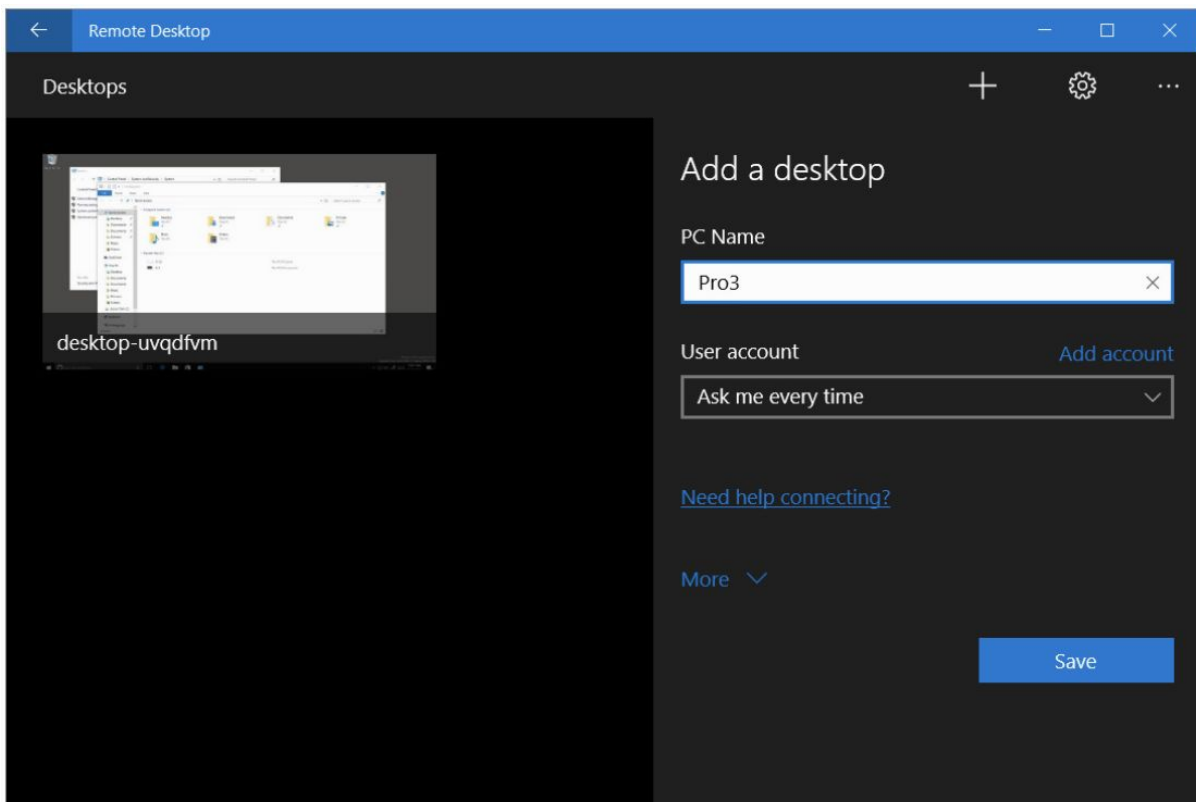 Remote Desktop
Desktops
desktop-uvqdfvm
Add a desktop
PC Name
Pro3
User account
Add account
Ask me every time
Need help connecting?
More
Save